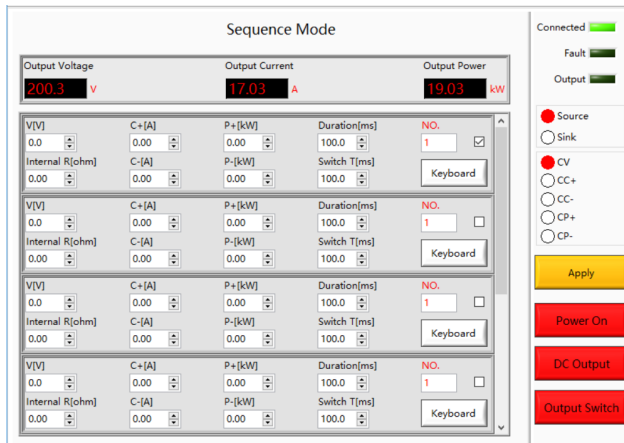 Sequence Mode
Output Voltage Output Current Output Power
200.3 V 17.03 A 19.03 kW
V[V] C+[A] P+[kW] Duration[ms] NO.
0.0 0.00 0.00 100.0 1
Internal R[ohm] C-[A] P-[kW] Switch T[ms]
0.00 0.00 0.00 100.0 Keyboard
V[V] C+[A] P+[kW] Duration[ms] NO.
0.0 0.00 0.00 100.0 1
Internal R[ohm] C-[A] P-[kW] Switch T[ms]
0.00 0.00 0.00 100.0 Keyboard
V[V] C+[A] P+[kW] Duration[ms] NO.
0.0 0.00 0.00 100.0 1
Internal R[ohm] C-[A] P-[kW] Switch T[ms]
0.00 0.00 0.00 100.0 Keyboard
V[V] C+[A] P+[kW] Duration[ms] NO.
0.0 0.00 0.00 100.0 1
Internal R[ohm] C-[A] P-[kW] Switch T[ms]
0.00 0.00 0.00 100.0 Keyboard
Connected
Fault
Output
Source
Sink
CV
CC+
CC-
CP+
CP-
Apply
Power On
DC Output
Output Switch